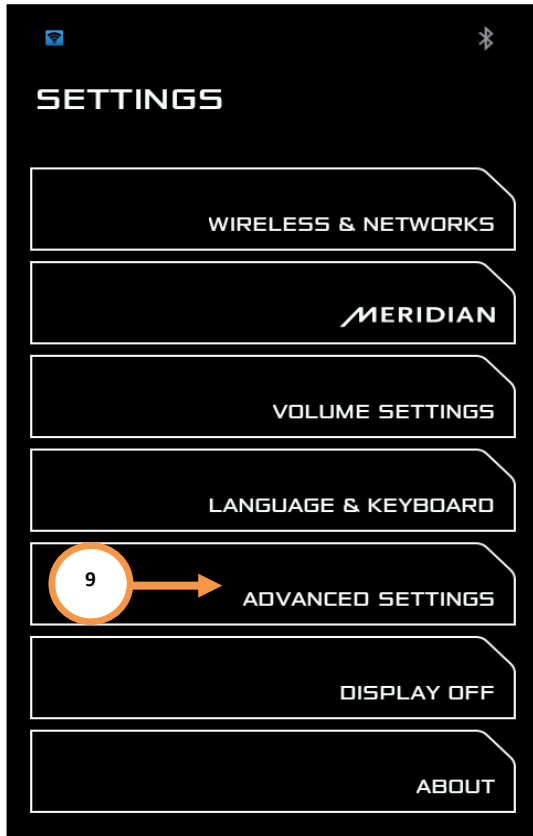 SETTINGS
WIRELESS & NETWORKS
MERIDIAN
VOLUME SETTINGS
LANGUAGE & KEYBOARD
9
ADVANCED SETTINGS
DISPLAY OFF
ABOUT